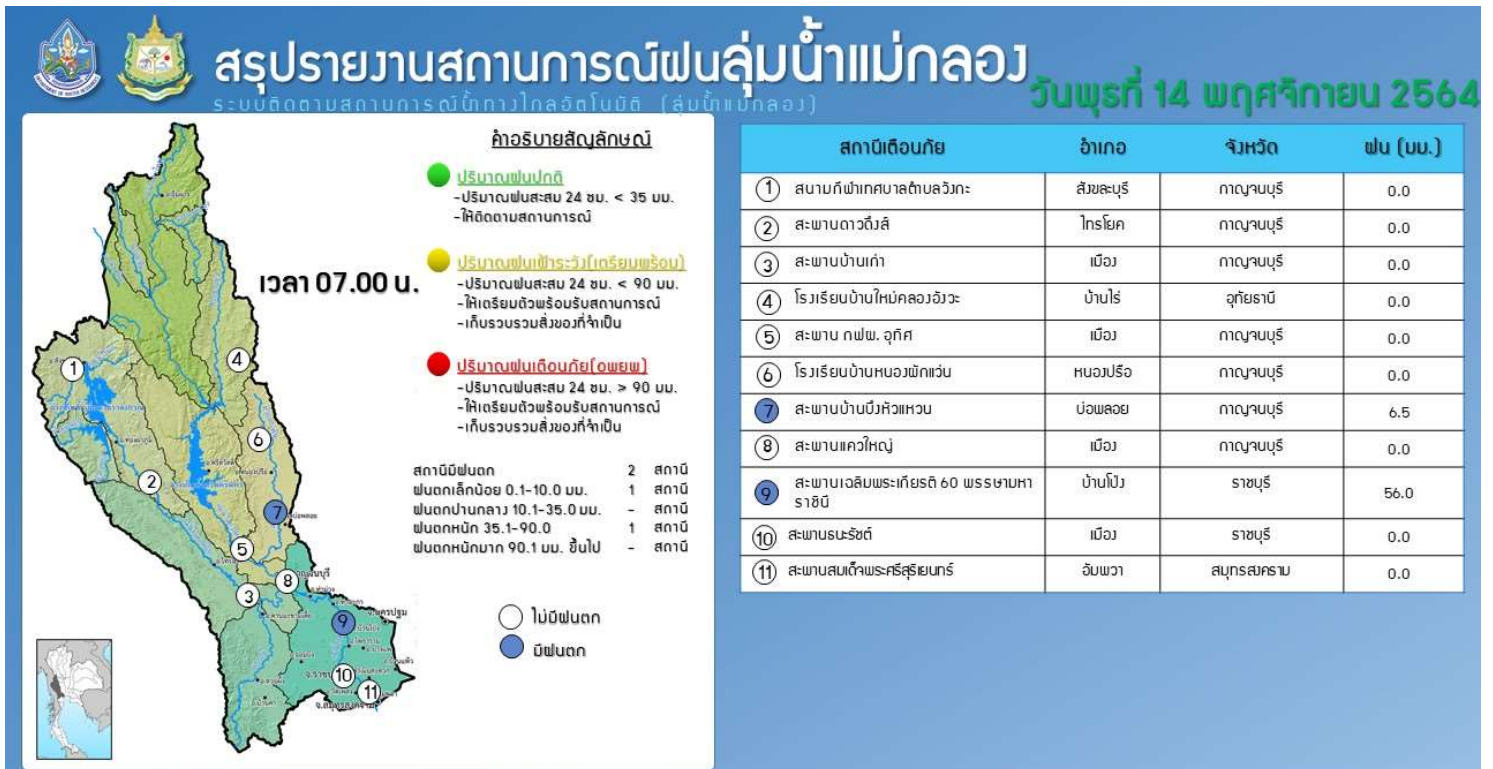 สรุปรายงานสถานการณ์ฝนลุ่มน้ำแม่กลอง
ระบบติดตามสถานการณ์น้ำทางไกลอัตโนมัติ (ลุ่มน้ำแม่กลอง)
วันพุธที่ 14 พฤศจิกายน 2564
คำอธิบายสัญลักษณ์
ปริมาณฝนปกติ
-ปริมาณฝนสะสม 24 ชม. < 35 มม.
-ให้ติดตามสถานการณ์
เวลา 07.00 น.
ปริมาณฝนเฝ้าระวัง(เตรียมพร้อม)
-ปริมาณฝนสะสม 24 ชม. < 90 มม.
-ให้เตรียมตัวพร้อมรับสถานการณ์
-เก็บรวบรวมสิ่งของที่จำเป็น
ปริมาณฝนเตือนภัย(อพยพ)
-ปริมาณฝนสะสม 24 ชม. > 90 มม.
-ให้เตรียมตัวพร้อมรับสถานการณ์
-เก็บรวบรวมสิ่งของที่จำเป็น
สถานีมีฝนตก 2 สถานี
ฝนตกเล็กน้อย 0.1-10.0 มม. 1 สถานี
ฝนตกปานกลาง 10.1-35.0 มม. - สถานี
ฝนตกหนัก 35.1-90.0 1 สถานี
ฝนตกหนักมาก 90.1 มม. ขึ้นไป - สถานี
ไม่มีฝนตก
มีฝนตก
1
4
6
2
7
5
8
3
9
10
11
จ.สมุทรสงคราม
สถานีเตือนภัย อำเภอ จังหวัด ฝน (มม.)
1 สนามกีฬาเทศบาลตำบลวังกะ สังขละบุรี กาญจนบุรี 0.0
2 สะพานดาวดึงส์ ไทรโยค กาญจนบุรี 0.0
3 สะพานบ้านเก่า เมือง กาญจนบุรี 0.0
4 โรงเรียนบ้านใหม่คลองอังวะ บ้านไร่ อุทัยธานี 0.0
5 สะพาน กฟผ. อุทิศ เมือง กาญจนบุรี 0.0
6 โรงเรียนบ้านหนองผักแว่น หนองปรือ กาญจนบุรี 0.0
7 สะพานบ้านบึงหัวแหวน บ่อพลอย กาญจนบุรี 6.5
8 สะพานแควใหญ่ เมือง กาญจนบุรี 0.0
9 สะพานเฉลิมพระเกียรติ 60 พรรษามหา บ้านโป่ง ราชบุรี 56.0
ราชินี
10 สะพานธนะรัชต์ เมือง ราชบุรี 0.0
11 สะพานสมเด็จพระศรีสุริเยนทร์ อัมพวา สมุทรสงคราม 0.0